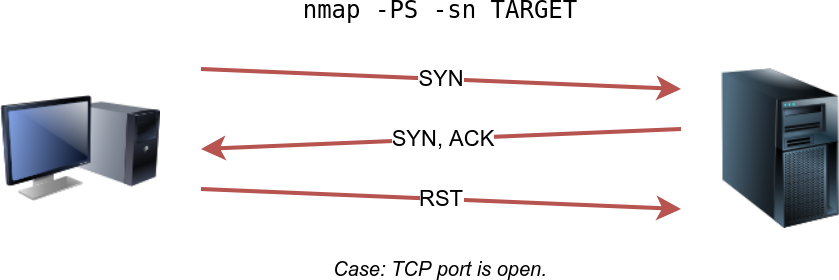 nmap -PS -sn TARGET
SYN
SYN, ACK
RST
Case: TCP port is open.